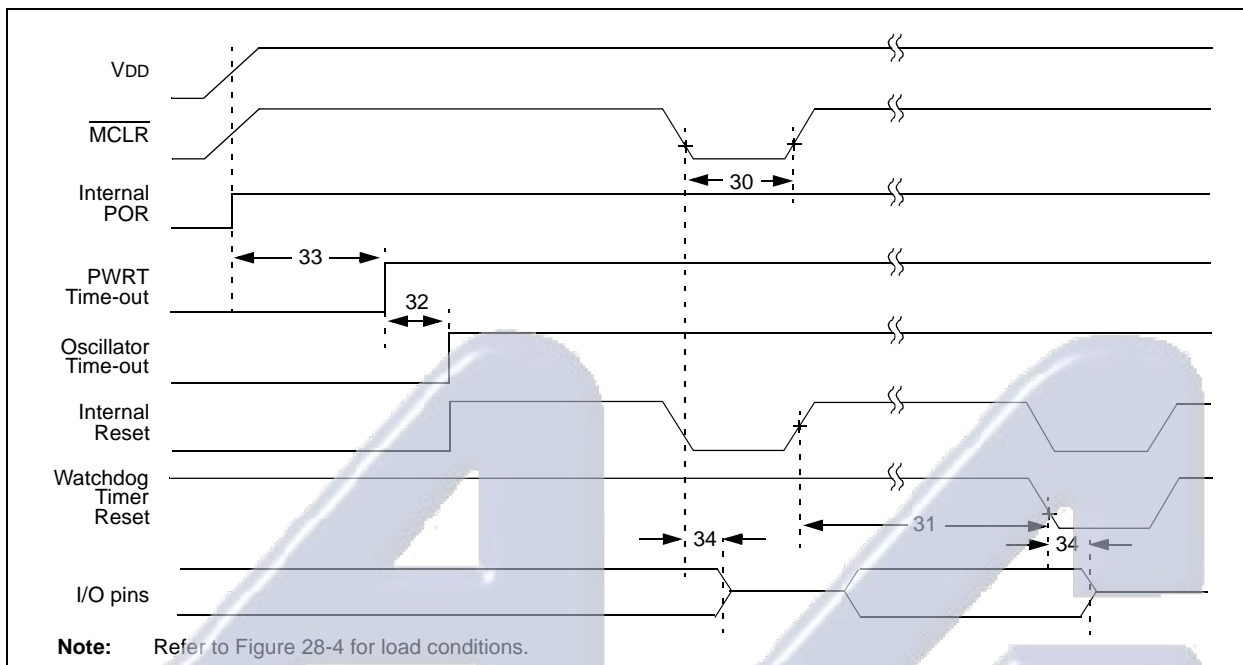 VDD
MCLR
30
Internal
POR
33
PWRT
Time-out
32
Oscillator
Time-out
Internal
Reset
Watchdog
Timer
Reset
31
34
34
I/O pins
Note: Refer to Figure 28-4 for load conditions.